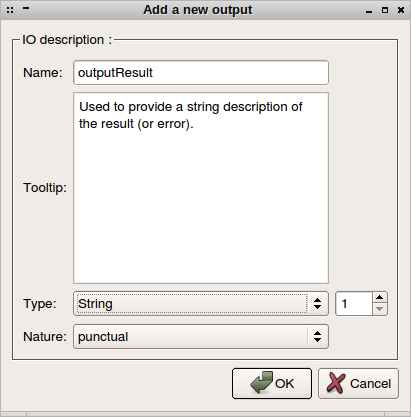 Add a new output
IO description :
Name: outputResult
Tooltip: Used to provide a string description of
the result (or error).
Type: String 1
Nature: punctual
OK Cancel